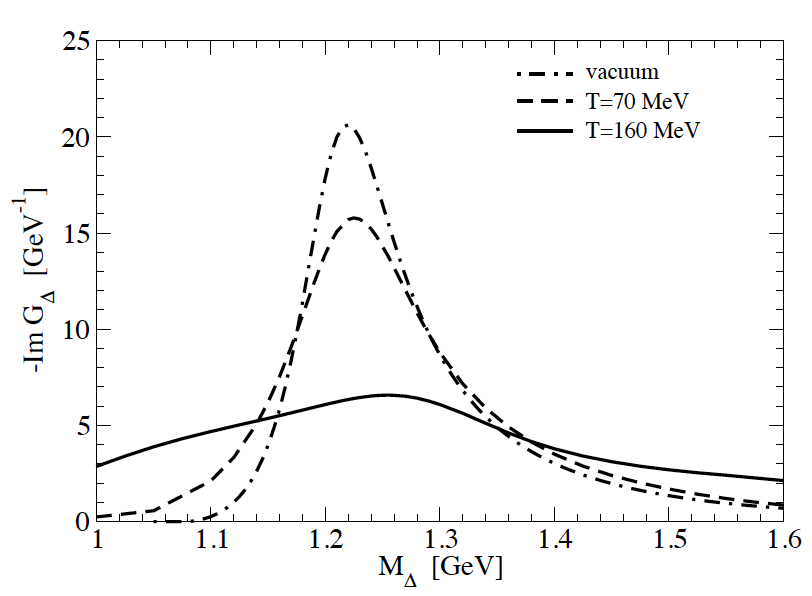 25
20
15
10
5
0
-Im G_Δ [GeV^-1]
vacuum
T=70 MeV
T=160 MeV
1 1.1 1.2 1.3 1.4 1.5 1.6
M_Δ [GeV]